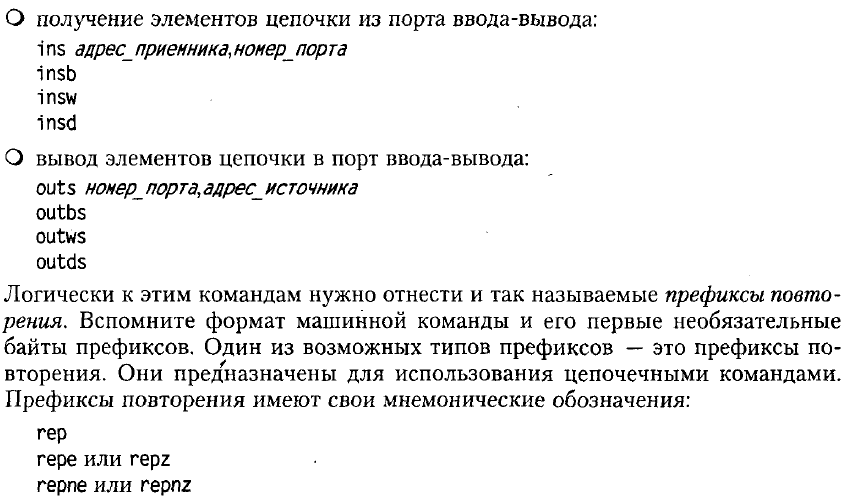 ○ получение элементов цепочки из порта ввода-вывода:
ins адрес_приемника,номер_порта
insb
insw
insd
○ вывод элементов цепочки в порт ввода-вывода:
outs номер_порта,адрес_источника
outbs
outws
outds
Логически к этим командам нужно отнести и так называемые префиксы повто-
рения. Вспомните формат машинной команды и его первые необязательные
байты префиксов. Один из возможных типов префиксов — это префиксы по-
вторения. Они предназначены для использования цепочечными командами.
Префиксы повторения имеют свои мнемонические обозначения:
rep
repe или repz
repne или repnz